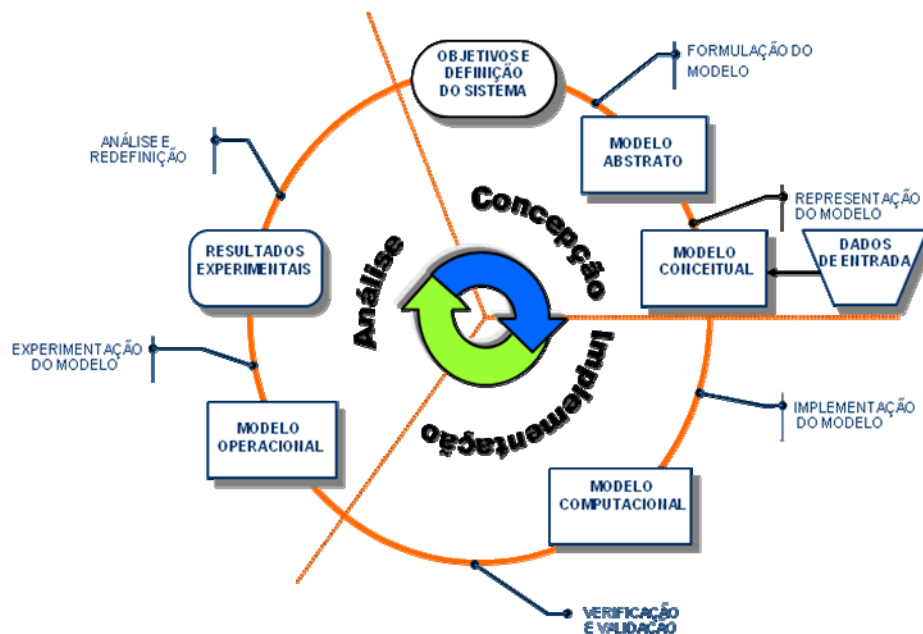 OBJETIVOS E
DEFINIÇÃO
DO SISTEMA
FORMULAÇÃO DO
MODELO
MODELO
ABSTRATO
REPRESENTAÇÃO
DO MODELO
MODELO
CONCEITUAL
DADOS
DE ENTRADA
IMPLEMENTAÇÃO
DO MODELO
MODELO
COMPUTACIONAL
VERIFICAÇÃO
E VALIDAÇÃO
MODELO
OPERACIONAL
EXPERIMENTAÇÃO
DO MODELO
RESULTADOS
EXPERIMENTAIS
ANÁLISE E
REDEFINIÇÃO
Concepção
Implementação
Análise